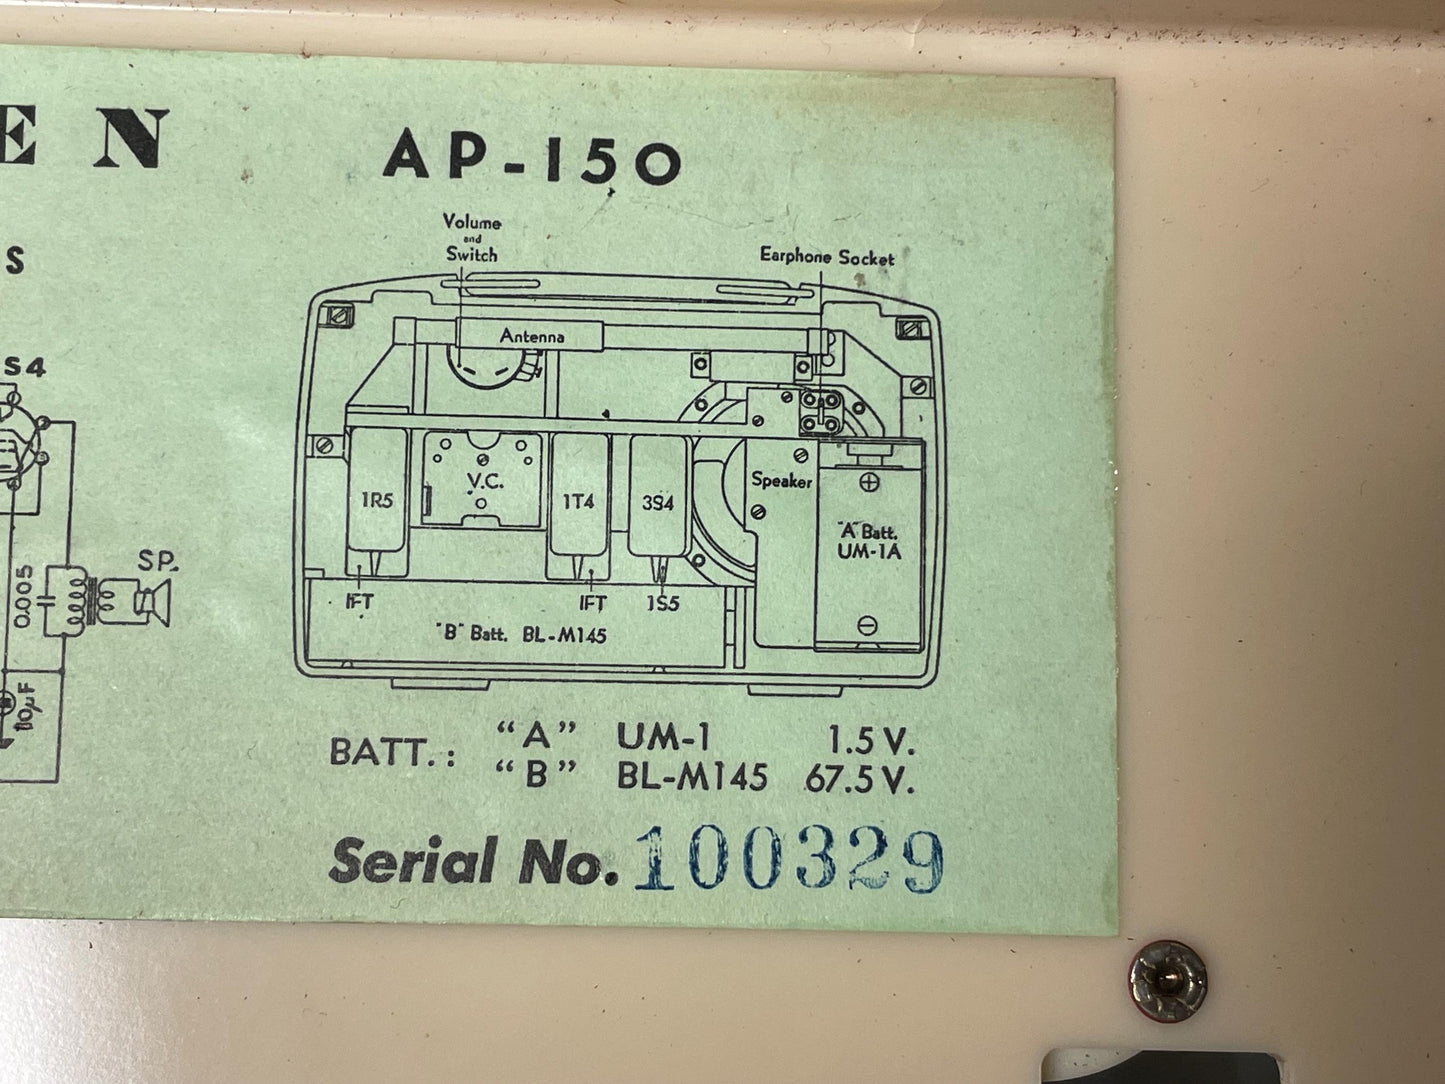 EN
AP-150
S
Volume
and
Switch
Earphone Socket
Antenna
S4
1R5
V.C.
1T4
3S4
Speaker
"A" Batt.
UM-1A
SP.
0.005
IFT
IFT
1S5
"B" Batt. BL-M145
10µF
BATT.: "A" UM-1 1.5 V.
"B" BL-M145 67.5 V.
Serial No. 100329